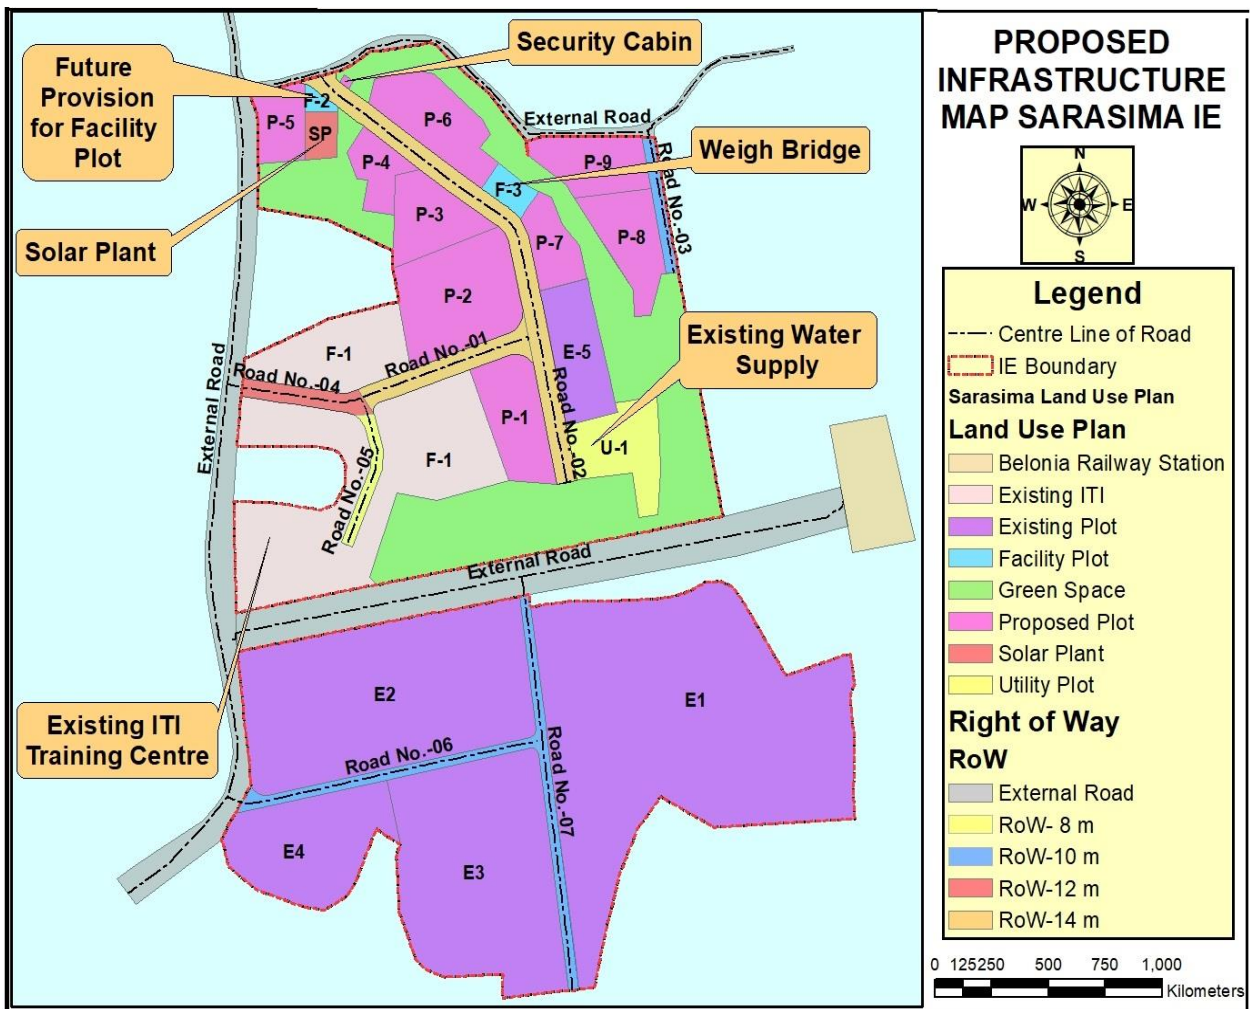 PROPOSED
INFRASTRUCTURE
MAP SARASIMA IE
N
W
E
S
Legend
Centre Line of Road
IE Boundary
Sarasima Land Use Plan
Land Use Plan
Belonia Railway Station
Existing ITI
Existing Plot
Facility Plot
Green Space
Proposed Plot
Solar Plant
Utility Plot
Right of Way
RoW
External Road
RoW- 8 m
RoW-10 m
RoW-12 m
RoW-14 m
0 125250 500 750 1,000
Kilometers
Security Cabin
Future
Provision
for Facility
Plot
F-2
P-5
SP
P-6
External Road
Weigh Bridge
P-9
P-4
F-3
Road No.-03
P-3
P-7
P-8
Solar Plant
P-2
Existing Water
Supply
F-1
Road No.-01
E-5
External Road
Road No.-04
P-1
Road No.-02
U-1
F-1
Road No.-05
External Road
E2
E1
Existing ITI
Training Centre
Road No.-06
Road No.-07
E4
E3